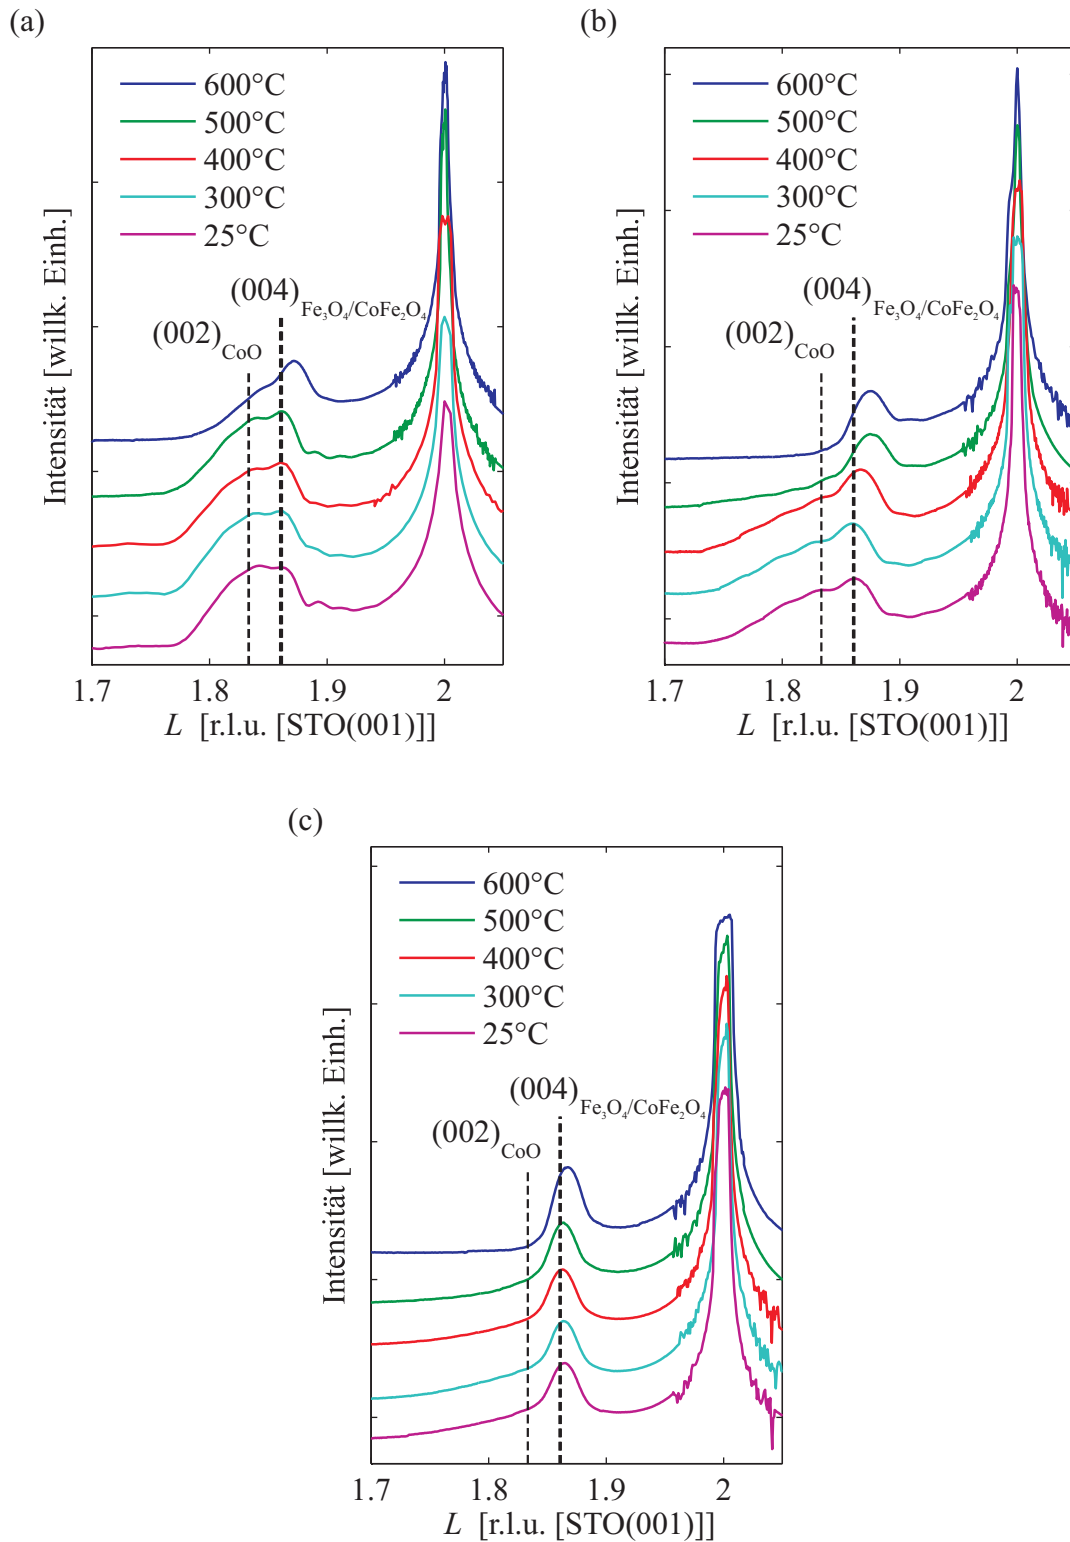 (a)
600°C
500°C
400°C
300°C
25°C
(004)Fe₃O₄/CoFe₂O₄
(002)CoO
Intensität [willk. Einh.]
1.7 1.8 1.9 2
L [r.l.u. [STO(001)]]
(b)
600°C
500°C
400°C
300°C
25°C
(004)Fe₃O₄/CoFe₂O₄
(002)CoO
Intensität [willk. Einh.]
1.7 1.8 1.9 2
L [r.l.u. [STO(001)]]
(c)
600°C
500°C
400°C
300°C
25°C
(004)Fe₃O₄/CoFe₂O₄
(002)CoO
Intensität [willk. Einh.]
1.7 1.8 1.9 2
L [r.l.u. [STO(001)]]